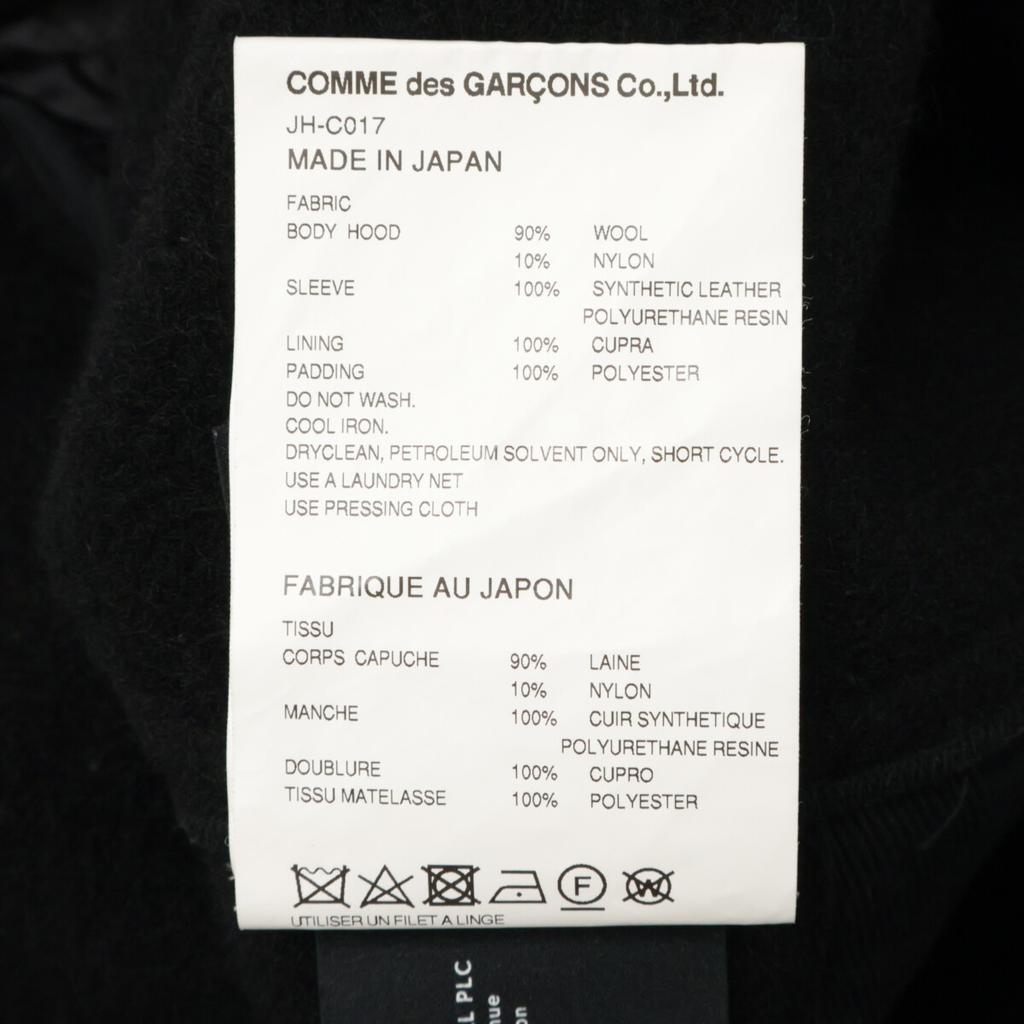 COMME des GARÇONS Co.,Ltd.
JH-C017
MADE IN JAPAN
FABRIC
BODY HOOD 90% WOOL
10% NYLON
SLEEVE 100% SYNTHETIC LEATHER
POLYURETHANE RESIN
LINING 100% CUPRA
PADDING 100% POLYESTER
DO NOT WASH.
COOL IRON.
DRYCLEAN, PETROLEUM SOLVENT ONLY, SHORT CYCLE.
USE A LAUNDRY NET
USE PRESSING CLOTH
FABRIQUE AU JAPON
TISSU
CORPS CAPUCHE 90% LAINE
10% NYLON
MANCHE 100% CUIR SYNTHETIQUE
POLYURETHANE RESINE
DOUBLURE 100% CUPRO
TISSU MATELASSE 100% POLYESTER
F W
UTILISER UN FILET A LINGE
PLC